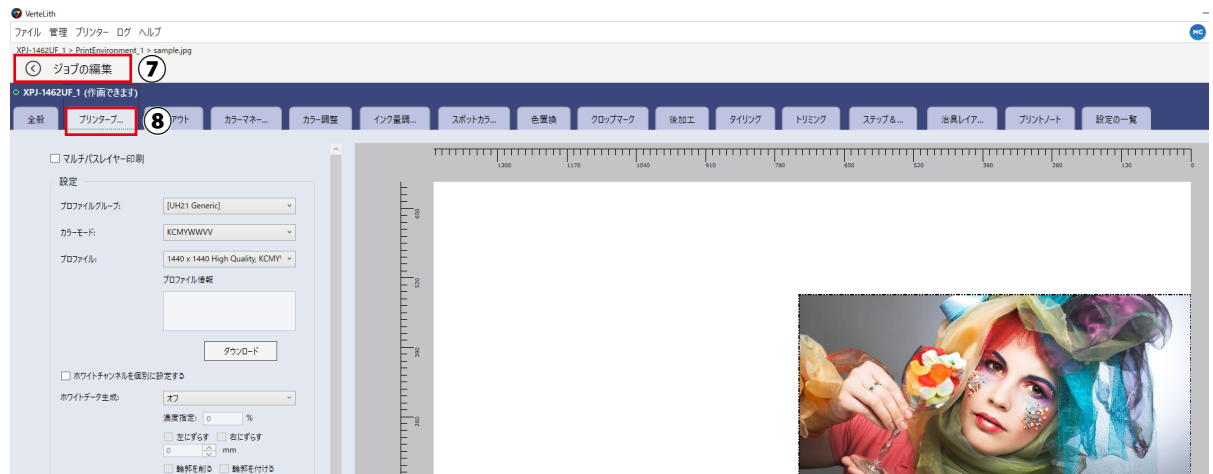 VerteLith
ファイル 管理 プリンター ログ ヘルプ
MC
XPJ-1462UF_1 > PrintEnvironment_1 > sample.jpg
ジョブの編集 ⑦
XPJ-1462UF_1 (作画できます)
全般 プリンタープ... ⑧ アウト カラーマネー... カラー調整 インク量調... スポットカラ... 色置換 クロップマーク 後加工 タイリング トリミング ステップ&... 治具レイア... プリントノート 設定の一覧
マルチパスレイヤー印刷
1300 1170 1040 910 780 650 520 390 260 130 0
設定
プロファイルグループ: [UH21 Generic]
650
カラーモード: KCMYWWVV
プロファイル: 1440 x 1440 High Quality, KCMY
520
プロファイル情報
ダウンロード
390
ホワイトチャンネルを個別に設定する
ホワイトデータ生成: オフ
濃度指定: 0 %
260
左にずらす 右にずらす
0 mm
輪郭を削る 輪郭を付ける